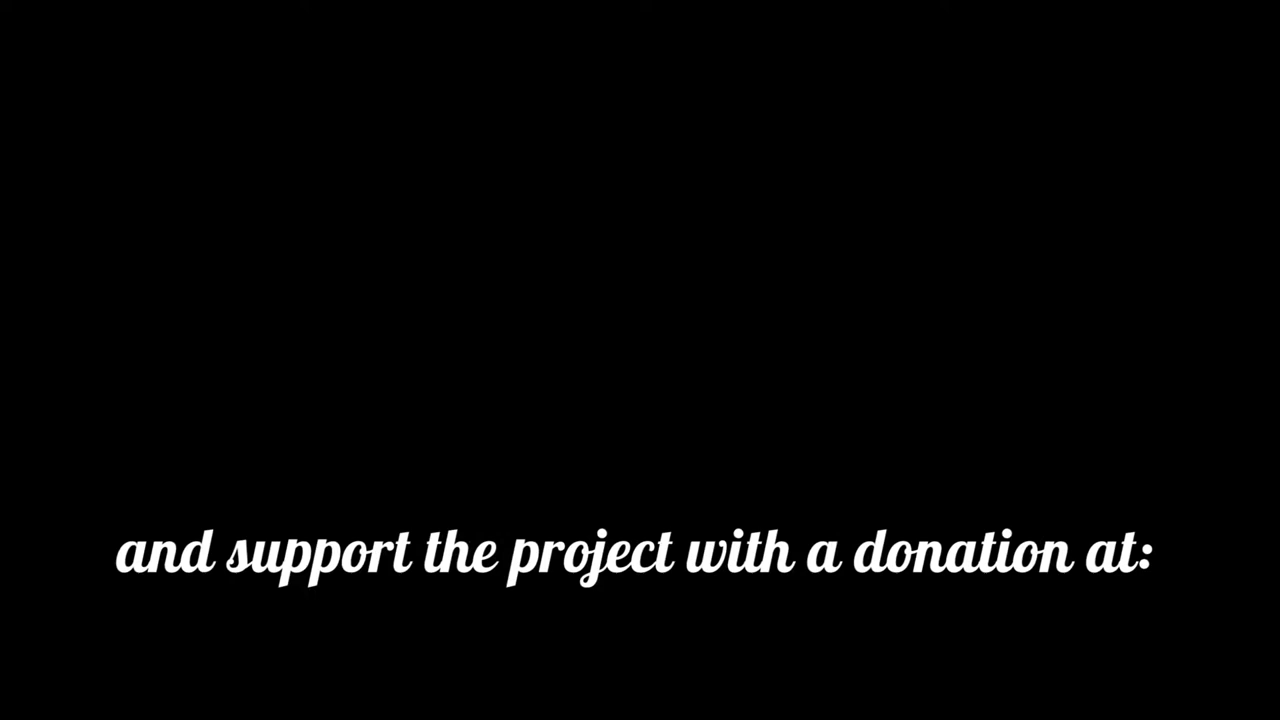 and support the project with a donation at: